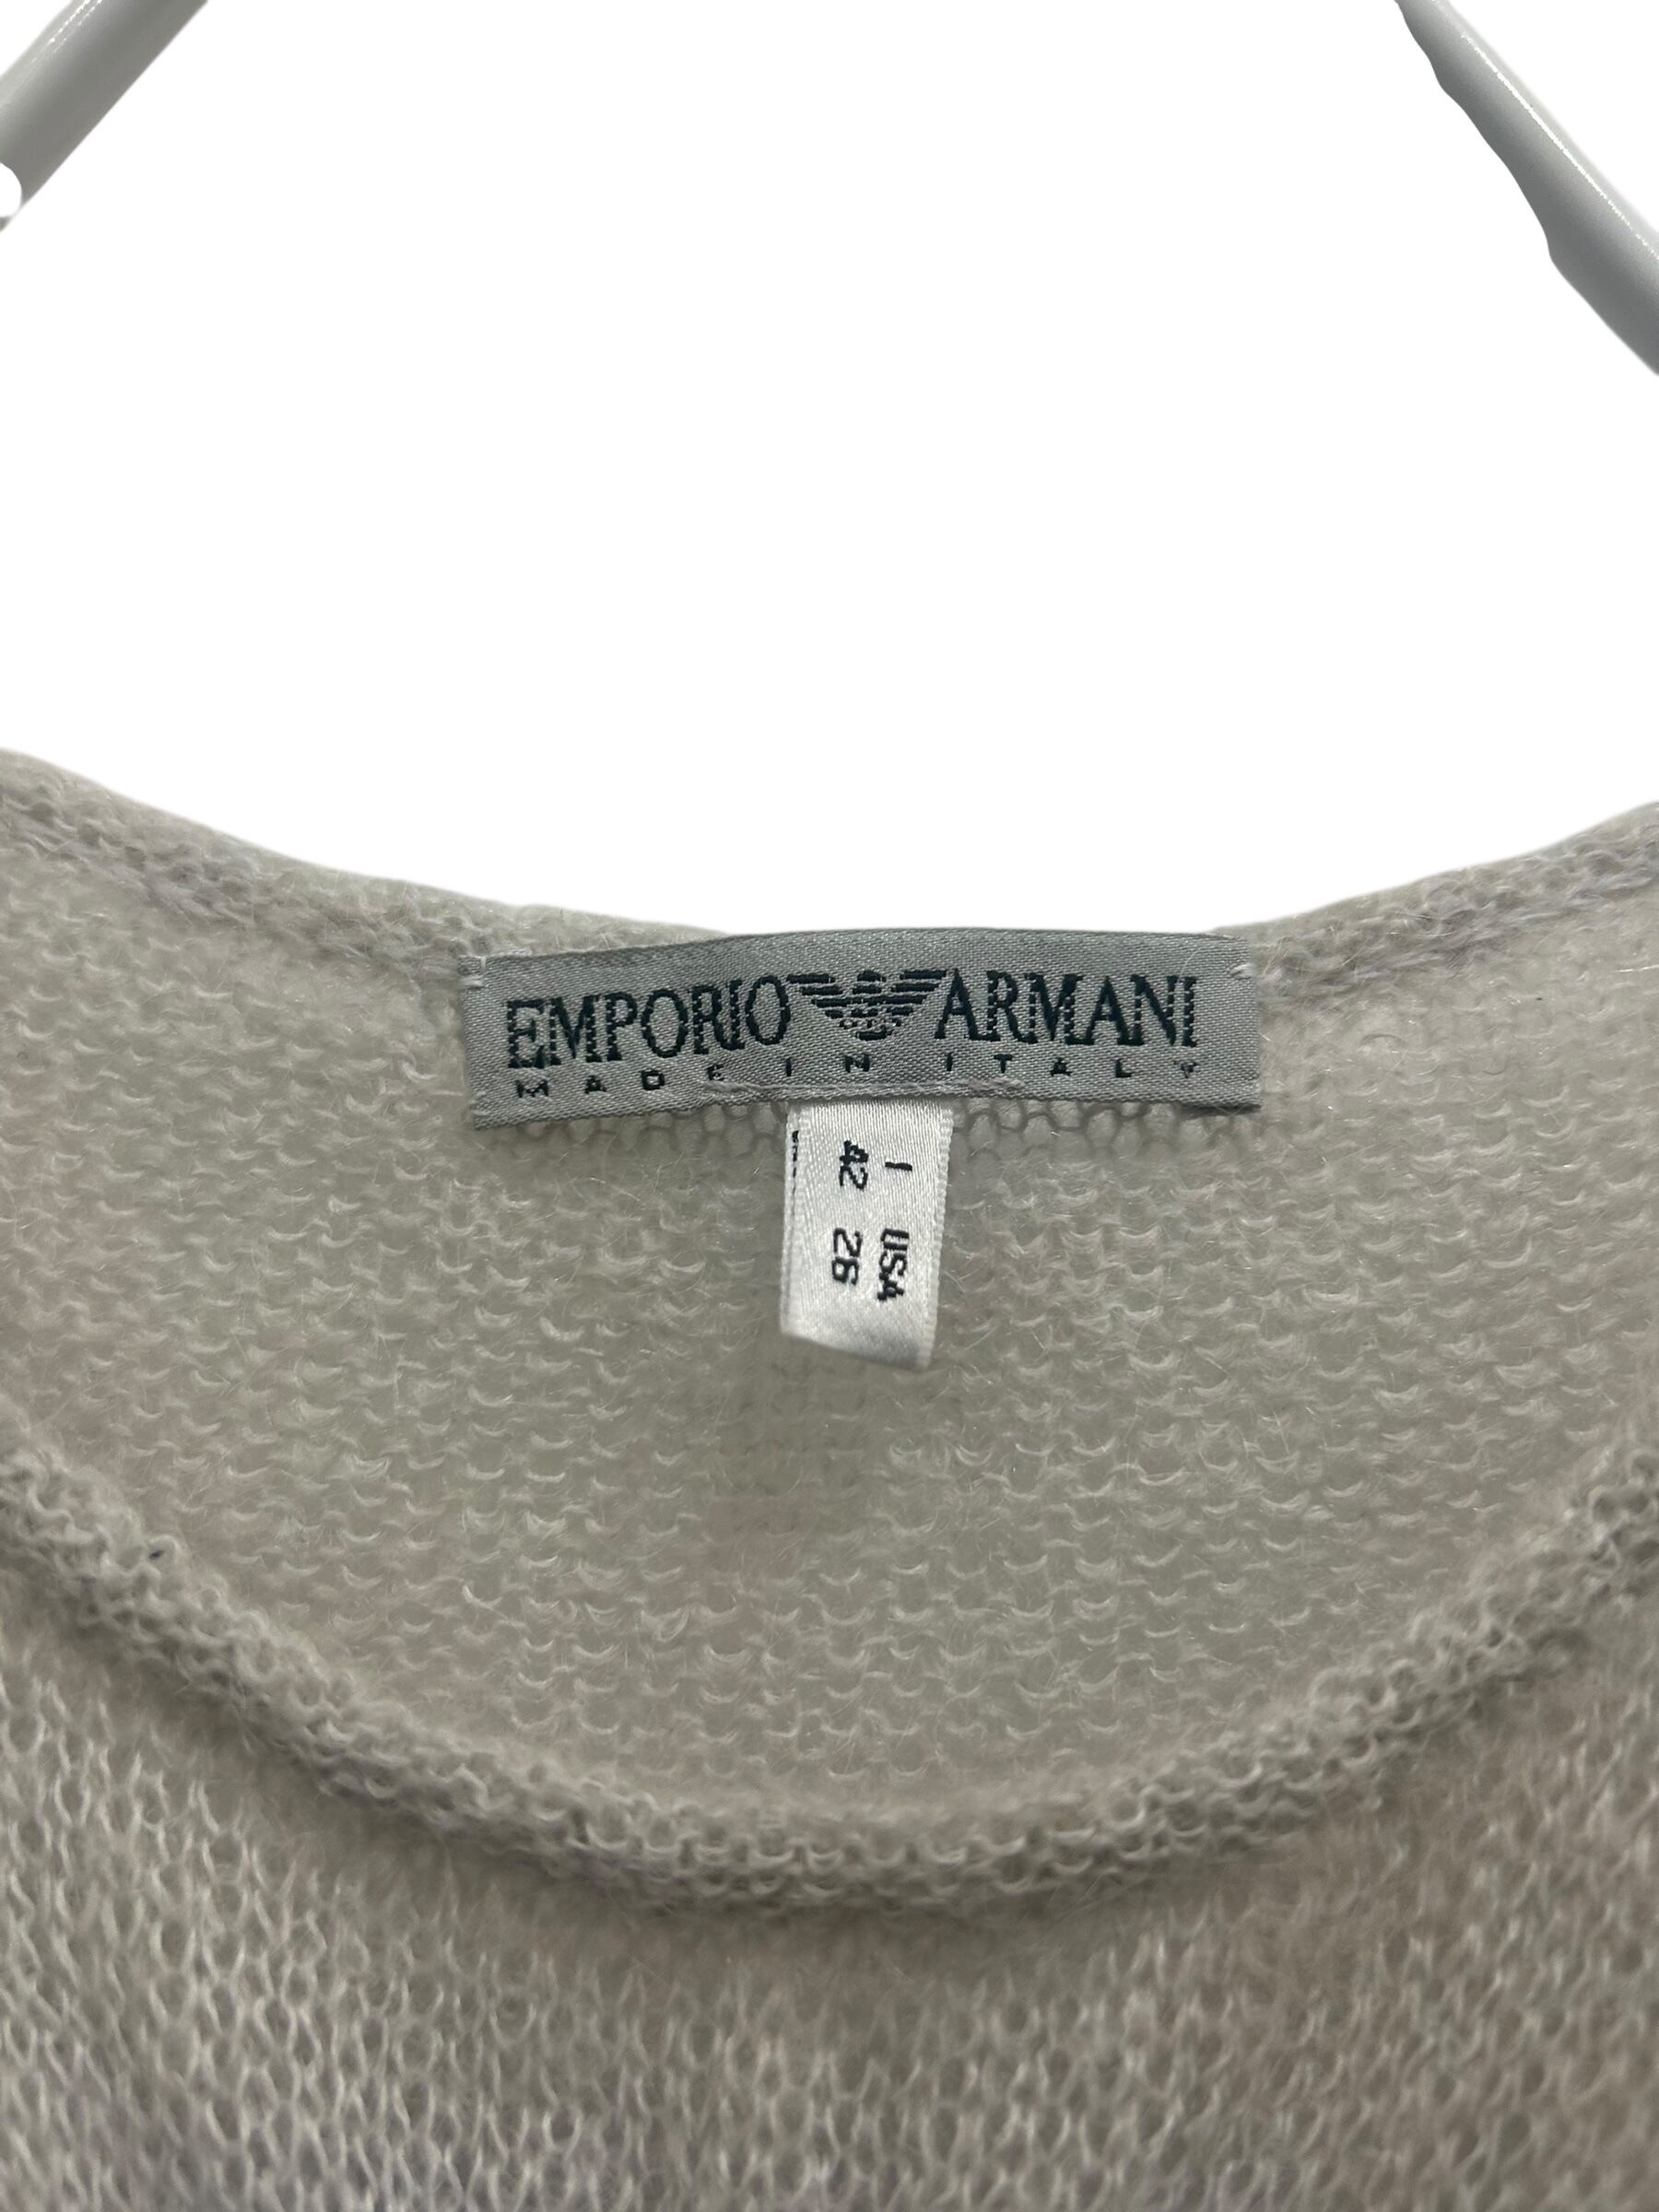 EMPORIO ARMANI
MADE IN ITALY
I USA
42 26